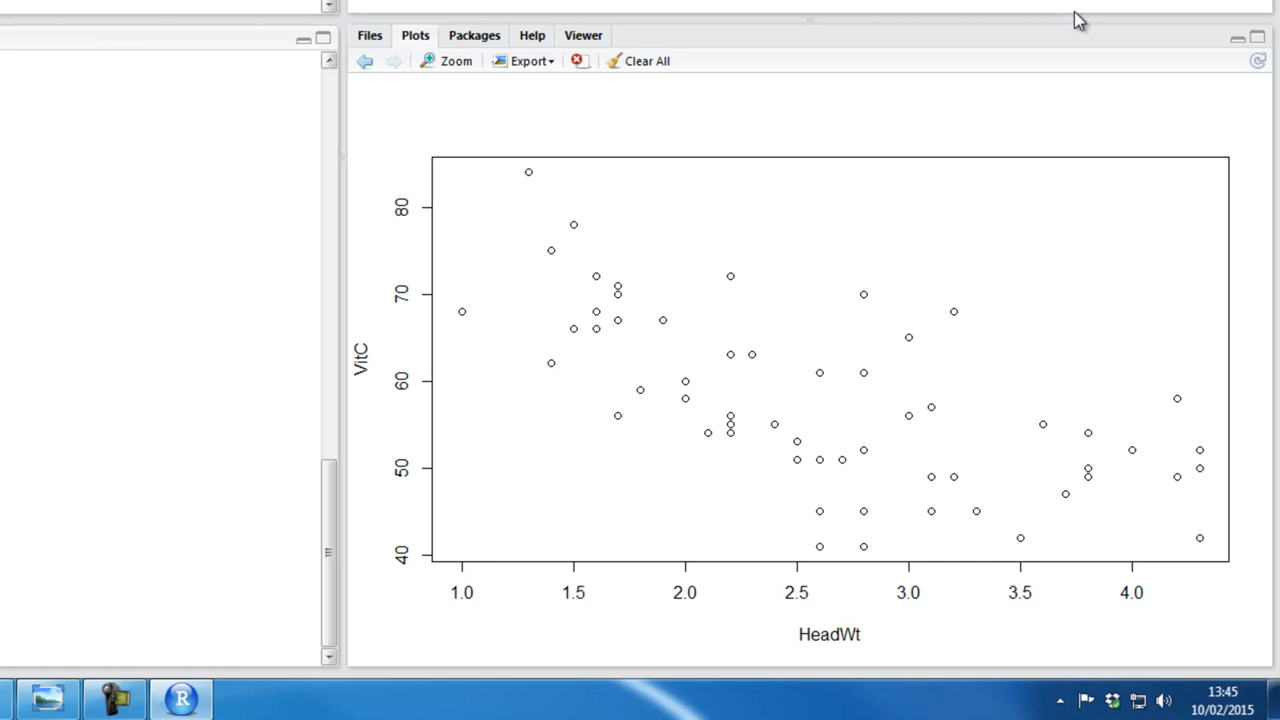 Files Plots Packages Help Viewer
Zoom Export Clear All
80
70
60
50
40
VitC
1.0 1.5 2.0 2.5 3.0 3.5 4.0
HeadWt
R
13:45
10/02/2015